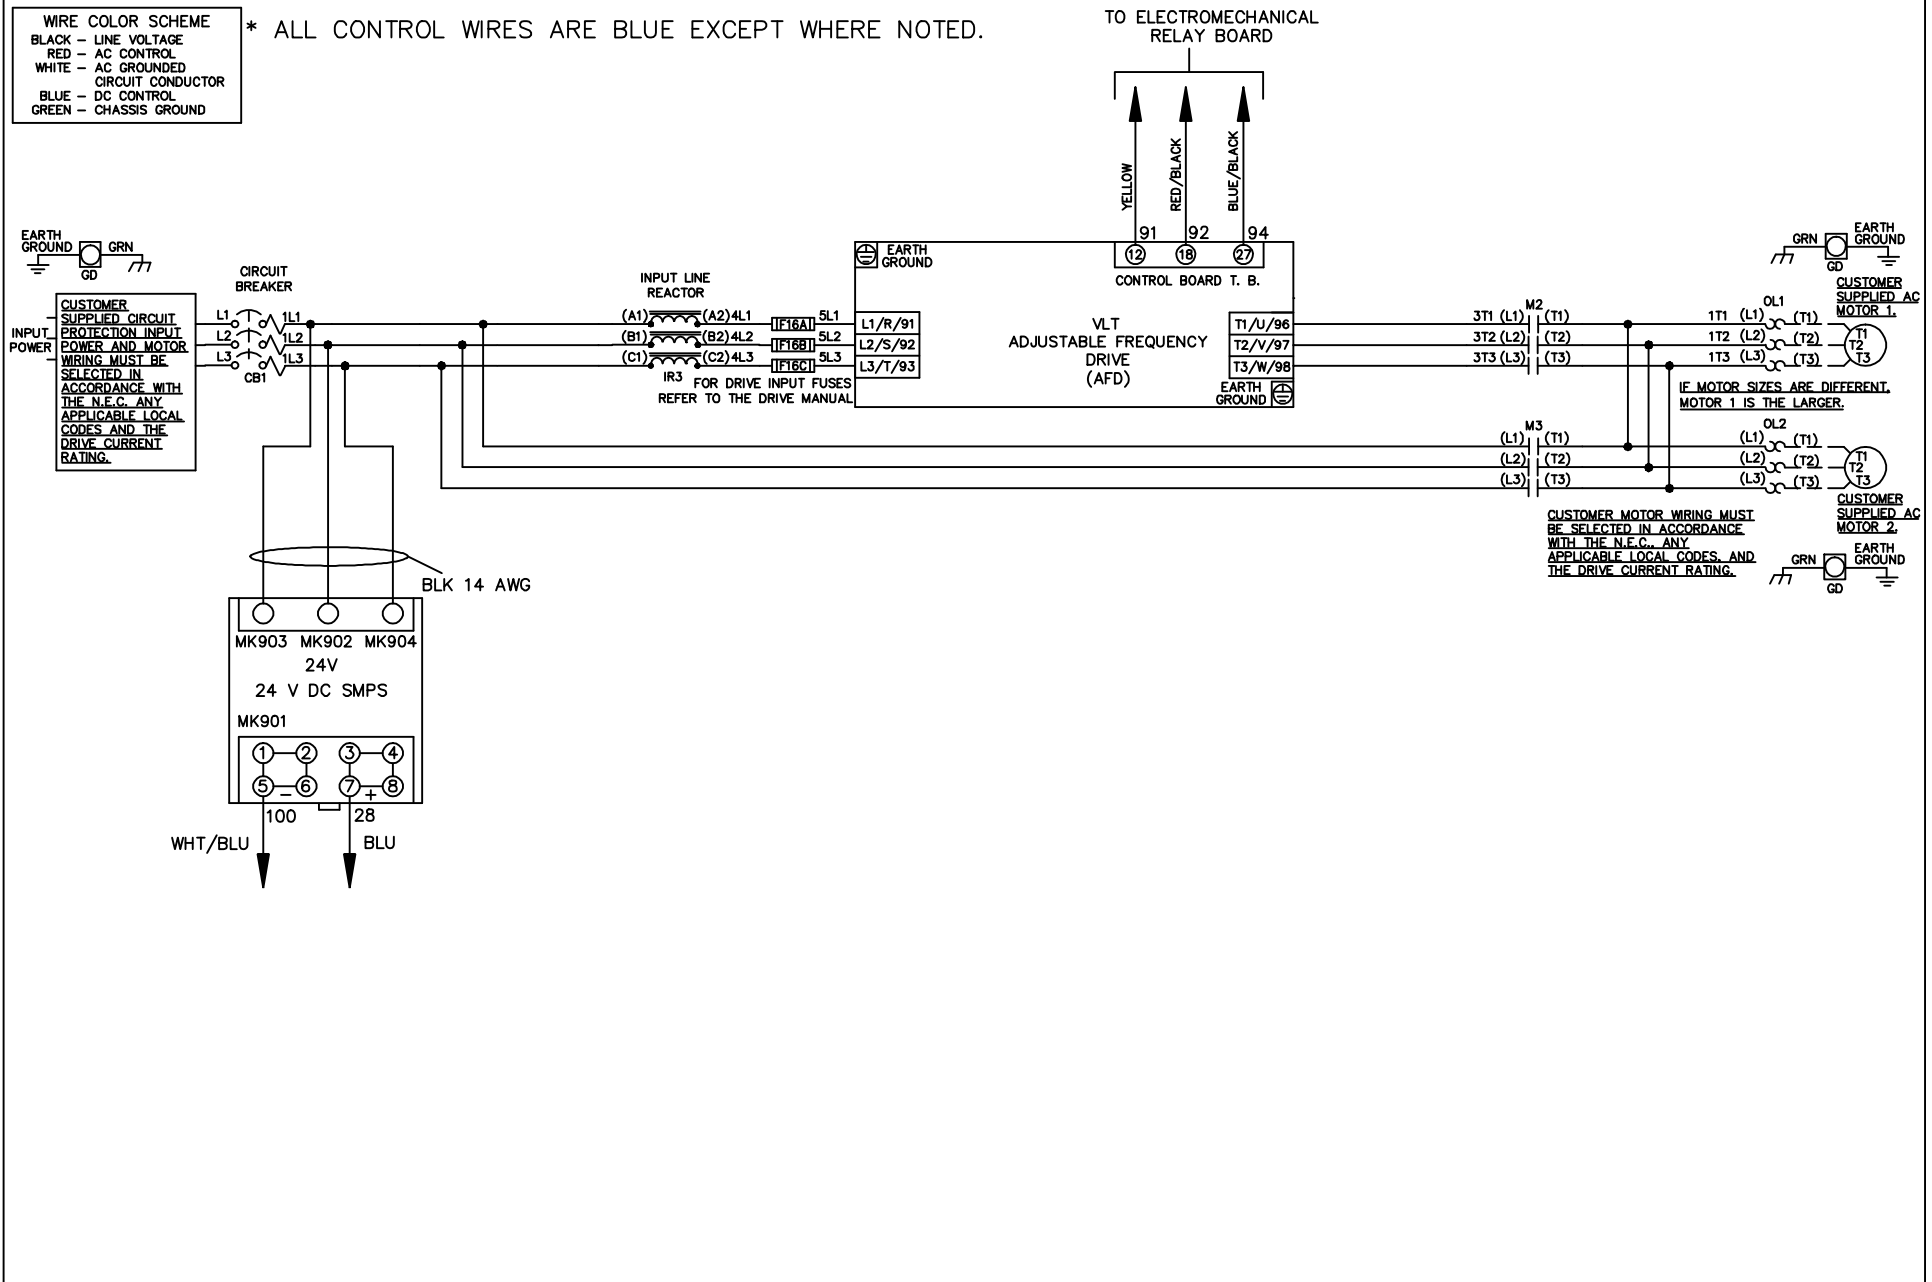 WIRE COLOR SCHEME
BLACK – LINE VOLTAGE
RED – AC CONTROL
WHITE – AC GROUNDED
CIRCUIT CONDUCTOR
BLUE – DC CONTROL
GREEN – CHASSIS GROUND
* ALL CONTROL WIRES ARE BLUE EXCEPT WHERE NOTED.
TO ELECTROMECHANICAL
RELAY BOARD
YELLOW
RED/BLACK
BLUE/BLACK
91 92 94
12 18 27
CONTROL BOARD T. B.
EARTH
GROUND
GRN
GD
INPUT
POWER
CUSTOMER
SUPPLIED CIRCUIT
PROTECTION INPUT
POWER AND MOTOR
WIRING MUST BE
SELECTED IN
ACCORDANCE WITH
THE N.E.C. ANY
APPLICABLE LOCAL
CODES AND THE
DRIVE CURRENT
RATING.
CIRCUIT
BREAKER
L1 1L1
L2 1L2
L3 1L3
CB1
INPUT LINE
REACTOR
(A1) (A2) 4L1 F16A 5L1
(B1) (B2) 4L2 F16B 5L2
(C1) (C2) 4L3 F16C 5L3
IR3
FOR DRIVE INPUT FUSES
REFER TO THE DRIVE MANUAL
EARTH
GROUND
L1/R/91
L2/S/92
L3/T/93
VLT
ADJUSTABLE FREQUENCY
DRIVE
(AFD)
T1/U/96
T2/V/97
T3/W/98
EARTH
GROUND
M2
3T1 (L1) (T1)
3T2 (L2) (T2)
3T3 (L3) (T3)
OL1
1T1 (L1) (T1)
1T2 (L2) (T2)
1T3 (L3) (T3)
T1
T2
T3
GRN
GD
EARTH
GROUND
CUSTOMER
SUPPLIED AC
MOTOR 1.
IF MOTOR SIZES ARE DIFFERENT,
MOTOR 1 IS THE LARGER.
M3
(L1) (T1)
(L2) (T2)
(L3) (T3)
OL2
(L1) (T1)
(L2) (T2)
(L3) (T3)
T1
T2
T3
CUSTOMER
SUPPLIED AC
MOTOR 2.
CUSTOMER MOTOR WIRING MUST
BE SELECTED IN ACCORDANCE
WITH THE N.E.C., ANY
APPLICABLE LOCAL CODES, AND
THE DRIVE CURRENT RATING.
GRN
GD
EARTH
GROUND
BLK 14 AWG
MK903 MK902 MK904
24V
24 V DC SMPS
MK901
1 2 3 4
5 – 6 7 + 8
100 28
WHT/BLU BLU